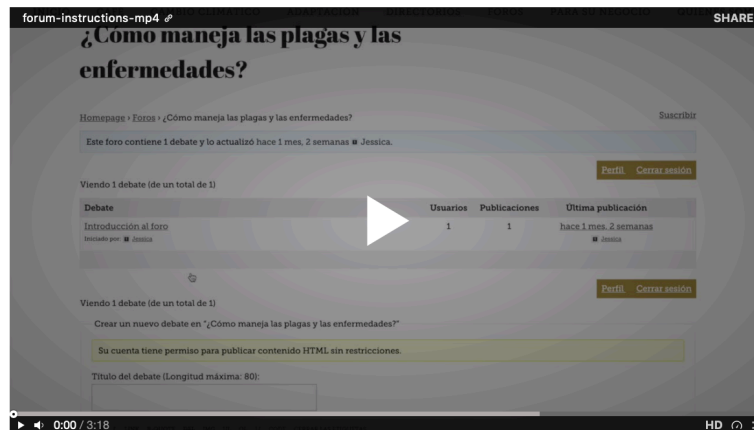 forum-instructions-mp4
SHARE
¿Cómo maneja las plagas y las
enfermedades?
Homepage › Foros › ¿Cómo maneja las plagas y las enfermedades?
Suscribir
Este foro contiene 1 debate y lo actualizó hace 1 mes, 2 semanas Jessica.
Perfil Cerrar sesión
Viendo 1 debate (de un total de 1)
Debate Usuarios Publicaciones Última publicación
Introducción al foro 1 1 hace 1 mes, 2 semanas
Iniciado por: Jessica Jessica
Perfil Cerrar sesión
Viendo 1 debate (de un total de 1)
Crear un nuevo debate en "¿Cómo maneja las plagas y las enfermedades?"
Su cuenta tiene permiso para publicar contenido HTML sin restricciones.
Título del debate (Longitud máxima: 80):
0:00 / 3:18 HD